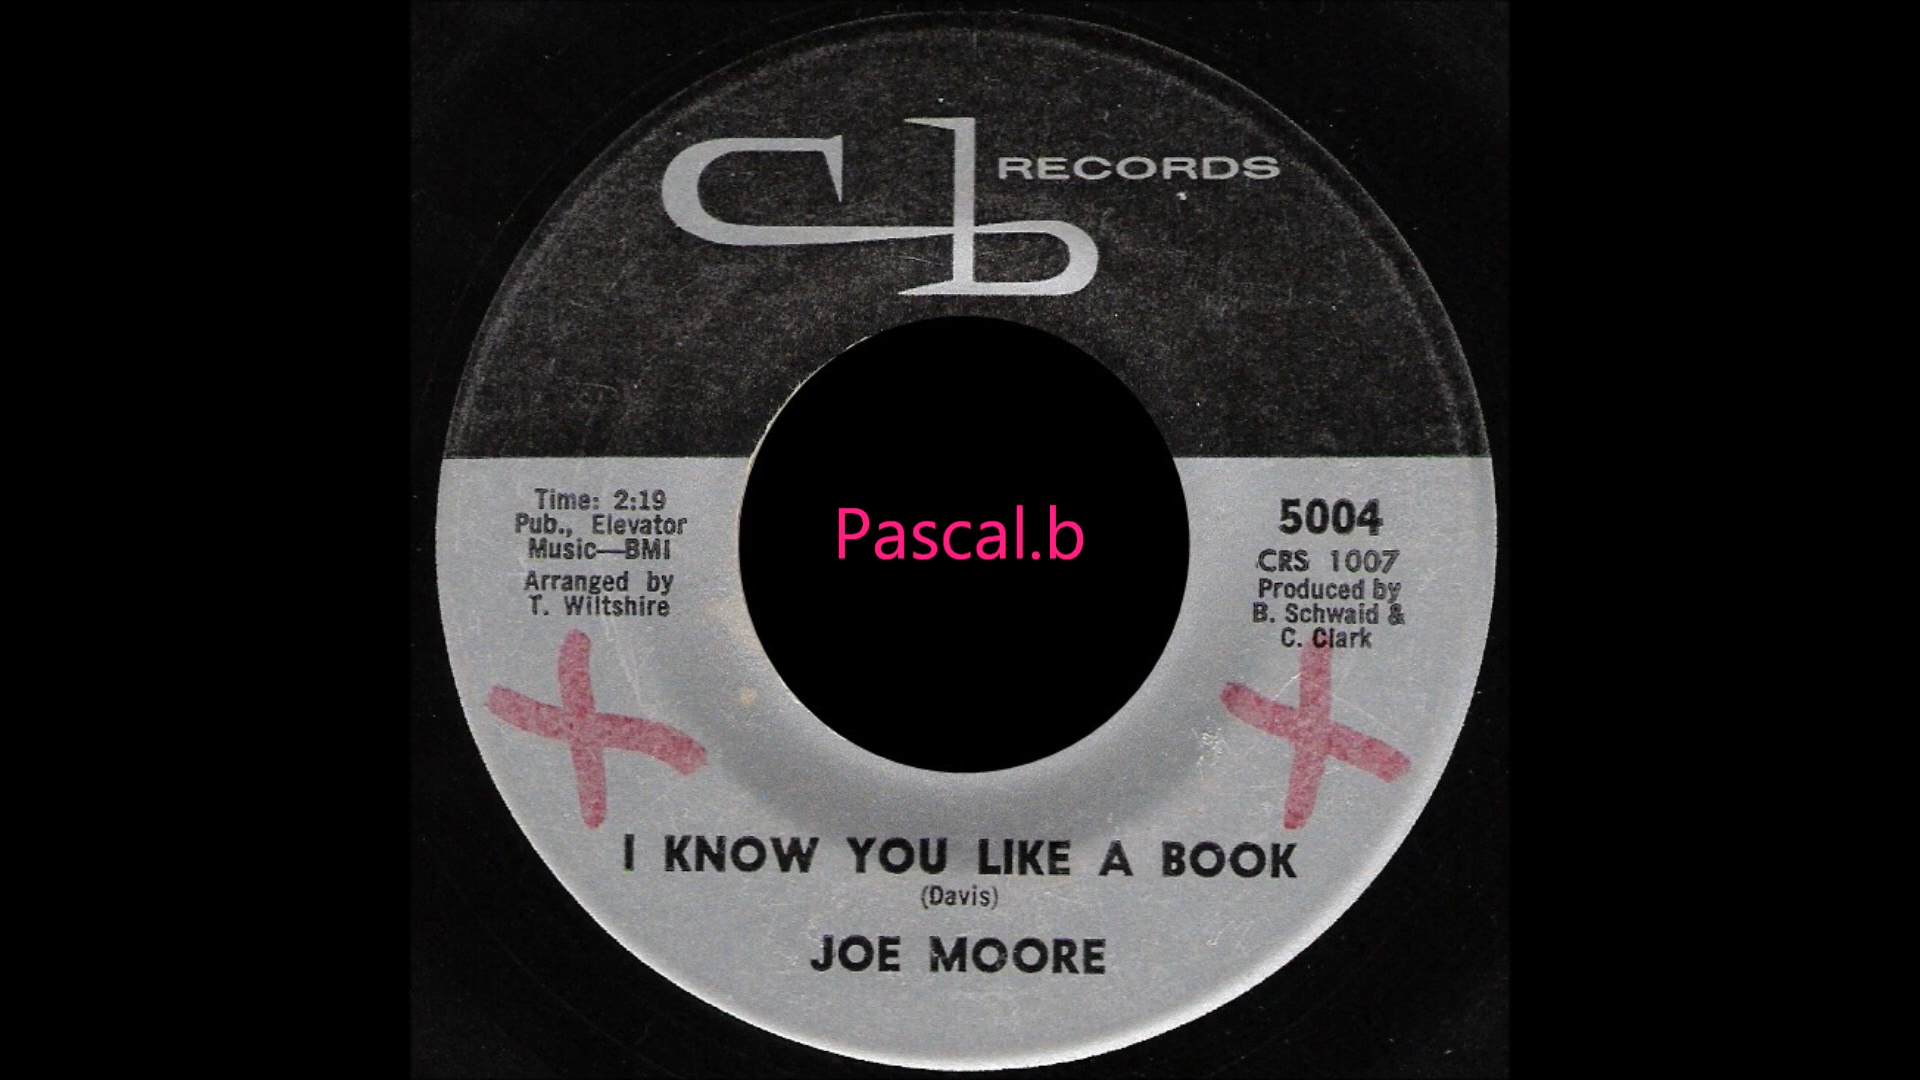 cb RECORDS
Time: 2:19
Pub., Elevator
Music—BMI
Arranged by
T. Wiltshire
Pascal.b
5004
CRS 1007
Produced by
B. Schwaid &
C. Clark
I KNOW YOU LIKE A BOOK
(Davis)
JOE MOORE